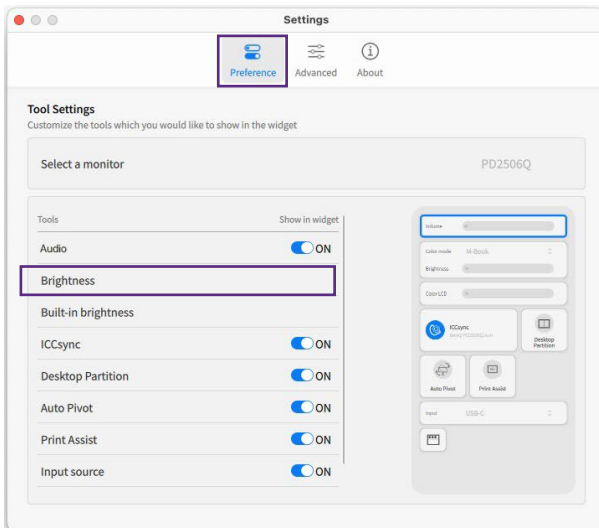 Settings
Preference
Advanced
About
Tool Settings
Customize the tools which you would like to show in the widget
Select a monitor
PD2506Q
Tools
Show in widget
Audio
ON
Brightness
Built-in brightness
ICCsync
ON
Desktop Partition
ON
Auto Pivot
ON
Print Assist
ON
Input source
ON
Volume
Color mode
M-Book
Brightness
Color LCD
ICCsync
Desktop
Partition
Auto Pivot
Print Assist
Input
USB-C